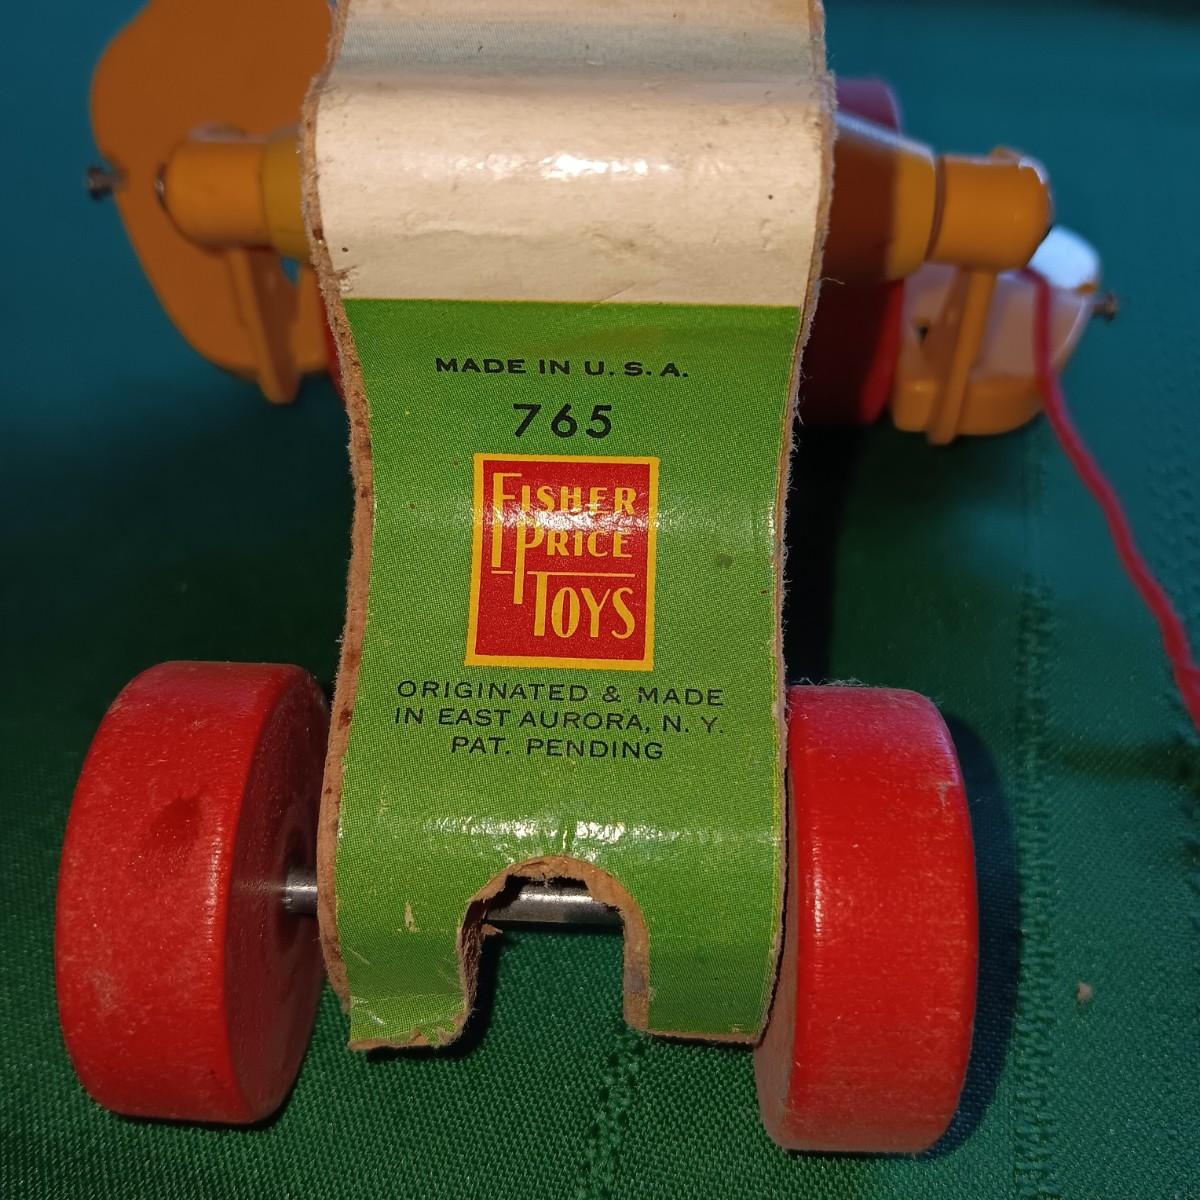 MADE IN U.S.A.
765
FISHER
PRICE
TOYS
ORIGINATED & MADE
IN EAST AURORA, N.Y.
PAT. PENDING